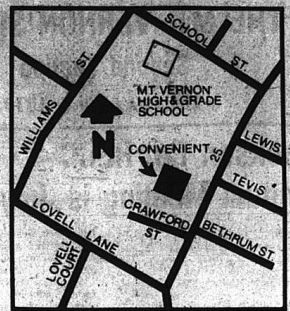 SCHOOL ST.
WILLIAMS ST.
MT. VERNON
HIGH & GRADE
SCHOOL
N
CONVENIENT
25
LEWIS
TEVIS
CRAWFORD
ST.
BETHRUM ST.
LOVELL LANE
LOVELL
COURT